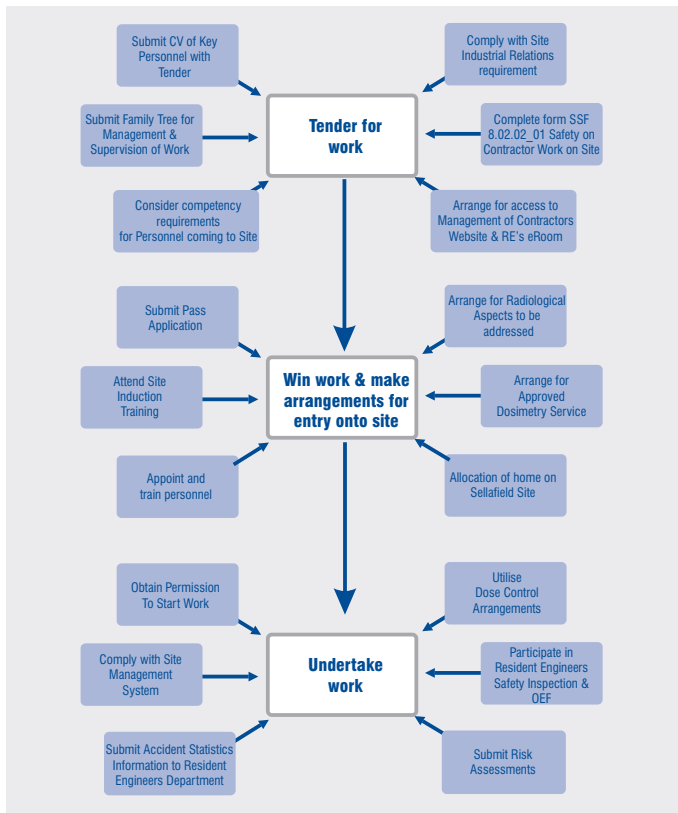 Submit CV of Key
Personnel with
Tender
Comply with Site
Industrial Relations
requirement
Submit Family Tree for
Management &
Supervision of Work
Tender for
work
Complete form SSF
8.02.02_01 Safety on
Contractor Work on Site
Consider competency
requirements
for Personnel coming to Site
Arrange for access to
Management of Contractors
Website & RE's eRoom
Submit Pass
Application
Arrange for Radiological
Aspects to be
addressed
Attend Site
Induction
Training
Win work & make
arrangements for
entry onto site
Arrange for
Approved
Dosimetry Service
Appoint and
train personnel
Allocation of home on
Sellafield Site
Obtain Permission
To Start Work
Utilise
Dose Control
Arrangements
Comply with Site
Management
System
Undertake
work
Participate in
Resident Engineers
Safety Inspection &
OEF
Submit Accident Statistics
Information to Resident
Engineers Department
Submit Risk
Assessments